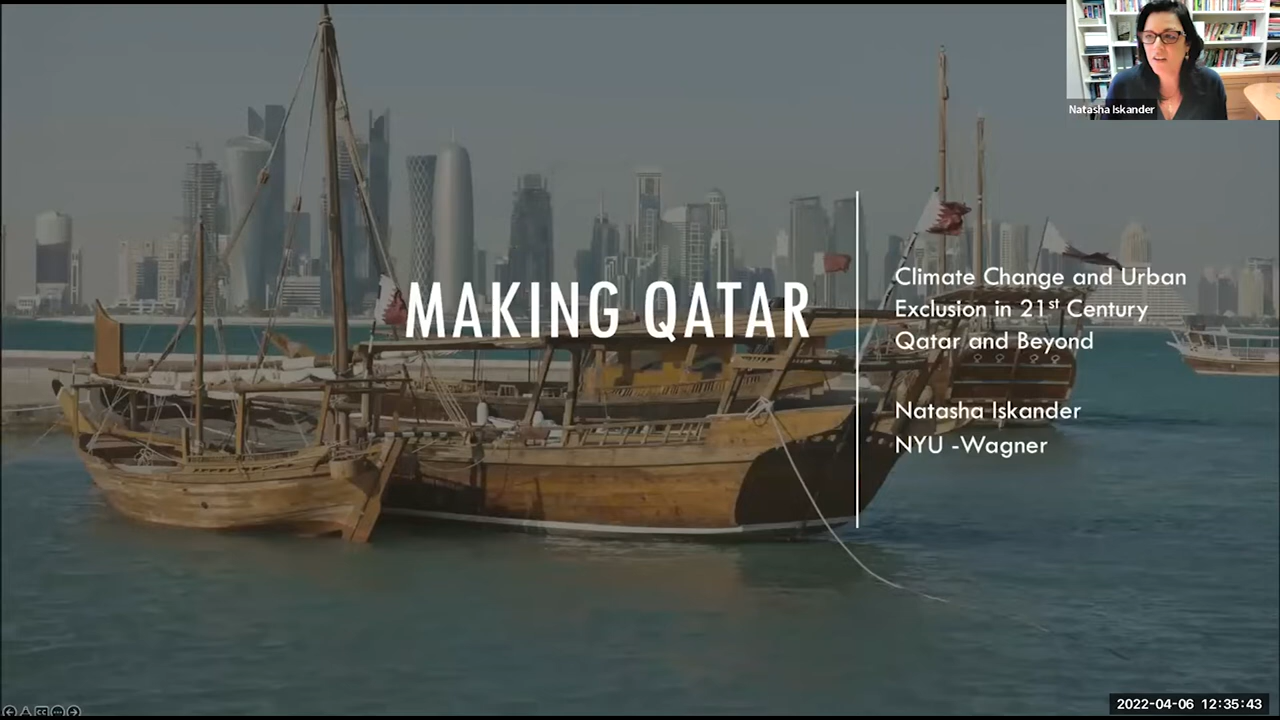 Natasha Iskander
MAKING QATAR
Climate Change and Urban
Exclusion in 21st Century
Qatar and Beyond
Natasha Iskander
NYU -Wagner
2022-04-06 12:35:43